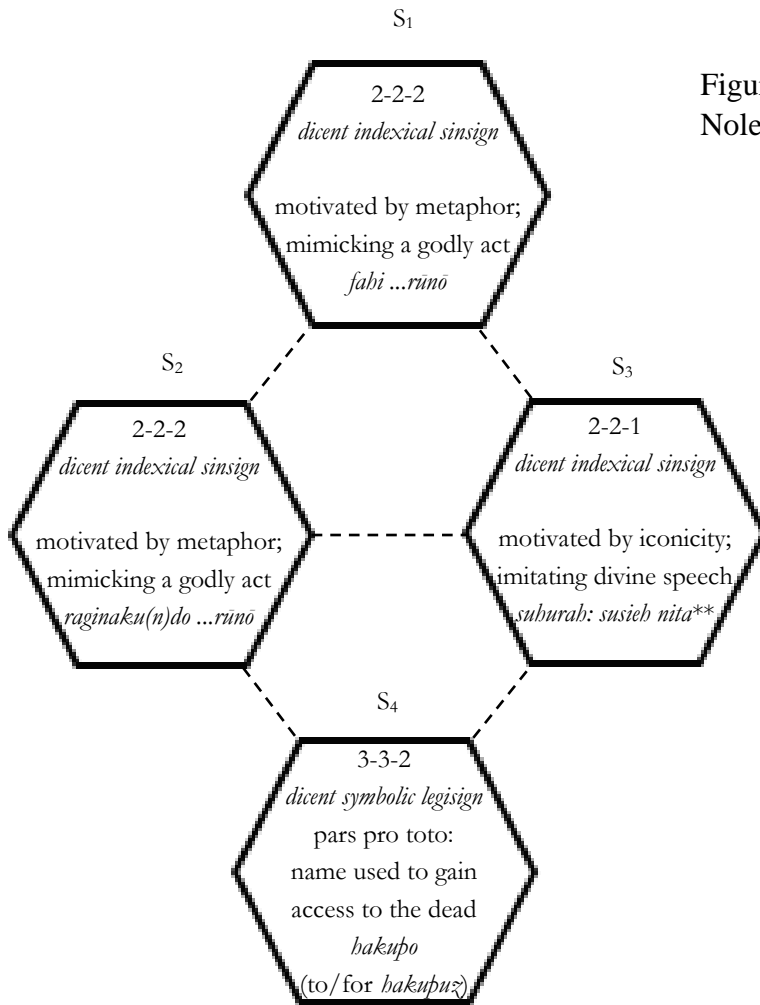 S₁
Figur
Nole
2-2-2
dicent indexical sinsign
motivated by metaphor;
mimicking a godly act
fahi ...rūnō
S₂
2-2-2
dicent indexical sinsign
motivated by metaphor;
mimicking a godly act
raginaku(n)do ...rūnō
S₃
2-2-1
dicent indexical sinsign
motivated by iconicity;
imitating divine speech
suhurah: susieh nita**
S₄
3-3-2
dicent symbolic legisign
pars pro toto:
name used to gain
access to the dead
hakupo
(to/for hakupuz)